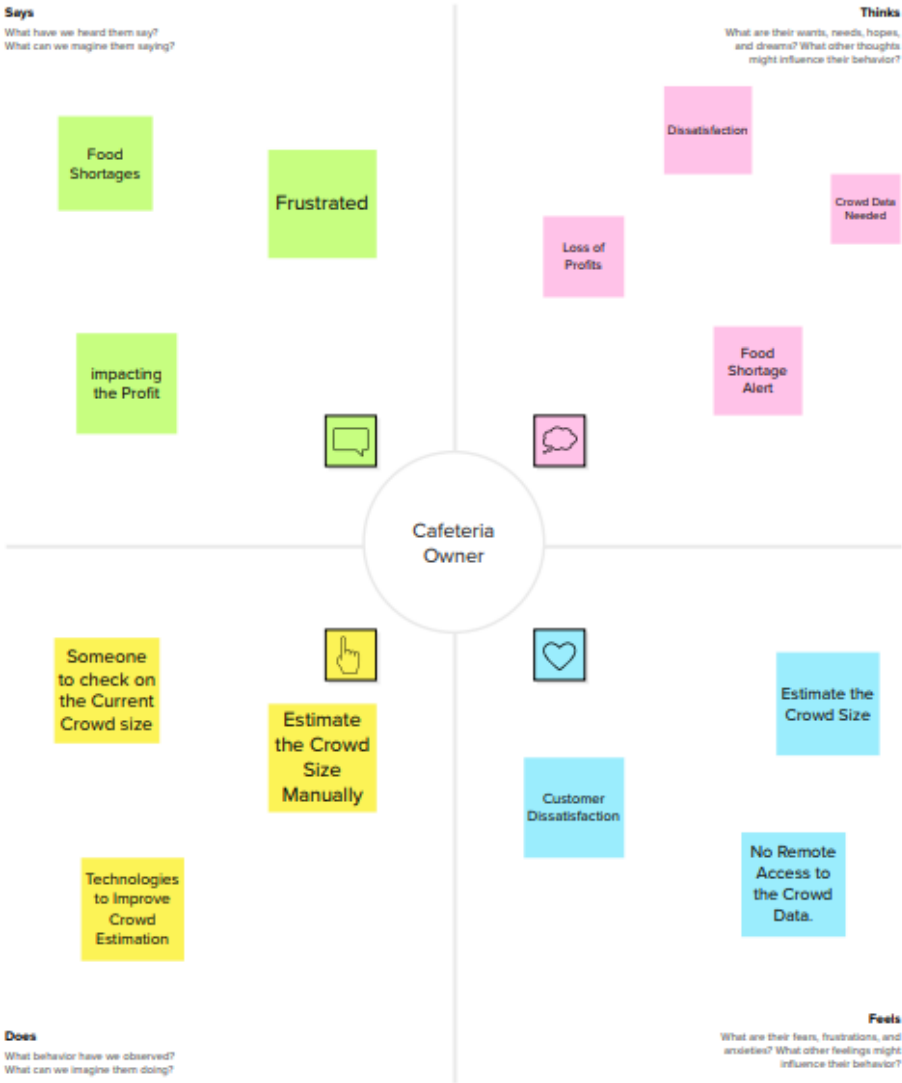 Says
What have we heard them say?
What can we magine them saying?
Food
Shortages
Frustrated
impacting
the Profit
Thinks
What are their wants, needs, hopes,
and dreams? What other thoughts
might influence their behavior?
Dissatisfaction
Crowd Data
Needed
Loss of
Profits
Food
Shortage
Alert
Cafeteria
Owner
Someone
to check on
the Current
Crowd size
Estimate
the Crowd
Size
Manually
Technologies
to Improve
Crowd
Estimation
Does
What behavior have we observed?
What can we imagine them doing?
Estimate the
Crowd Size
Customer
Dissatisfaction
No Remote
Access to
the Crowd
Data.
Feels
What are their fears, frustrations, and
anxieties? What other feelings might
influence their behavior?